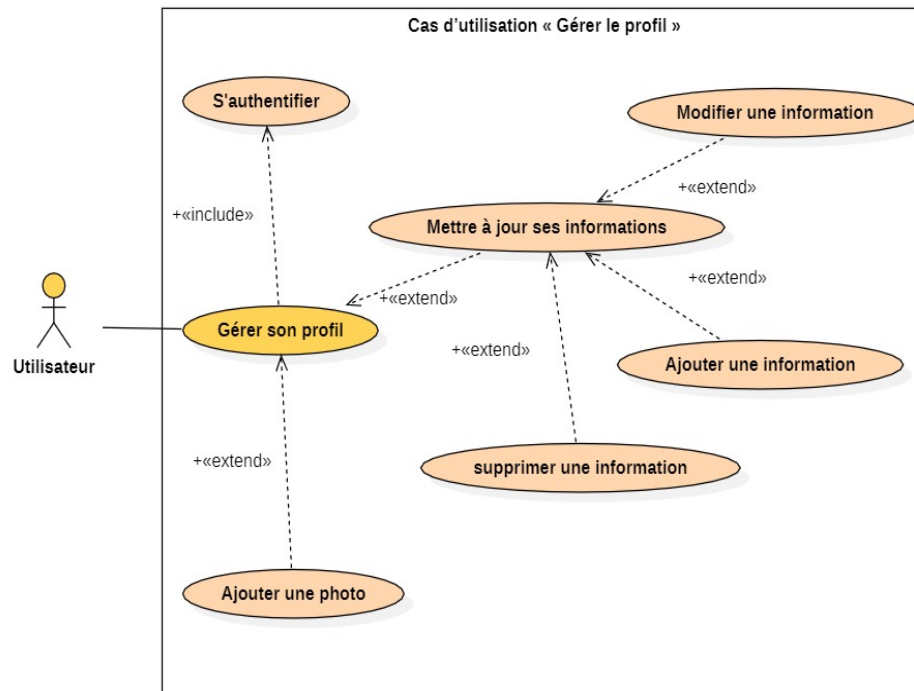 Cas d'utilisation « Gérer le profil »
S'authentifier
Modifier une information
+«extend»
+«include»
Mettre à jour ses informations
+«extend»
+«extend»
Gérer son profil
Utilisateur
+«extend»
Ajouter une information
+«extend»
supprimer une information
Ajouter une photo